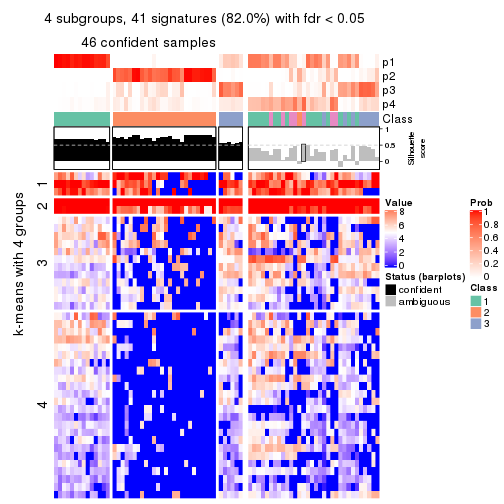 4 subgroups, 41 signatures (82.0%) with fdr < 0.05
46 confident samples
p1
p2
p3
p4
Class
1
0.5
0
Silhouette
score
k-means with 4 groups
1
2
3
4
Value
8
6
4
2
0
Status (barplots)
confident
ambiguous
Prob
1
0.8
0.6
0.4
0.2
0
Class
1
2
3